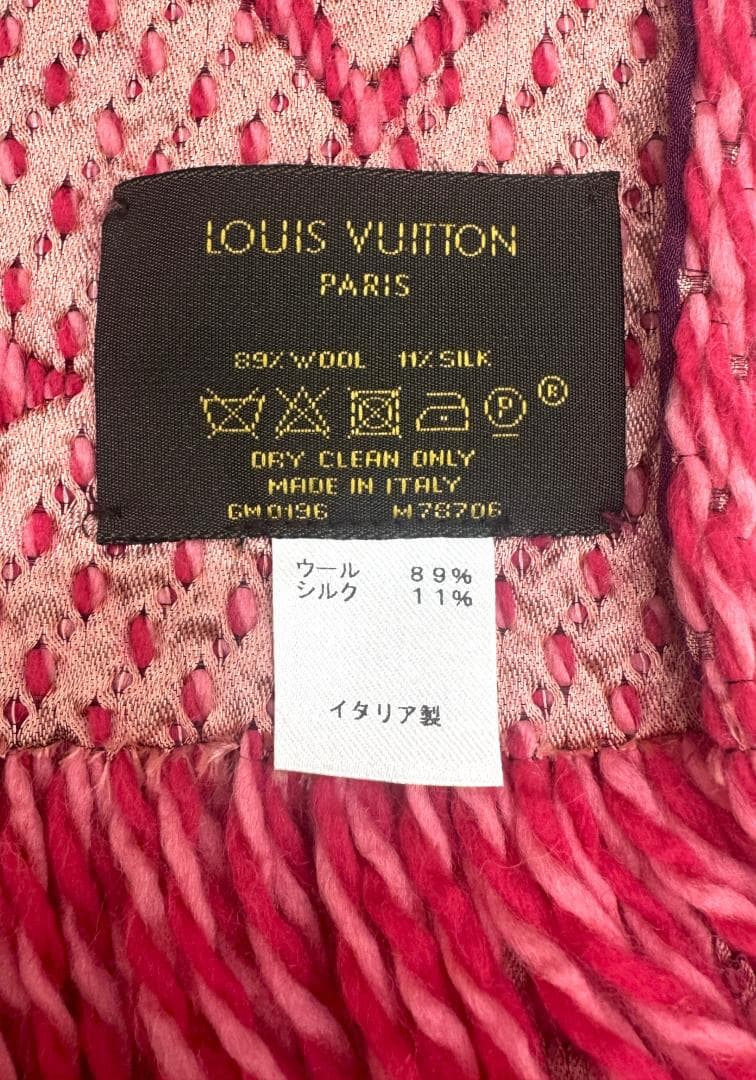 LOUIS VUITTON
PARIS
89% WOOL 11% SILK
P ®
DRY CLEAN ONLY
MADE IN ITALY
GM0196 M78706
ウール 89%
シルク 11%
イタリア製